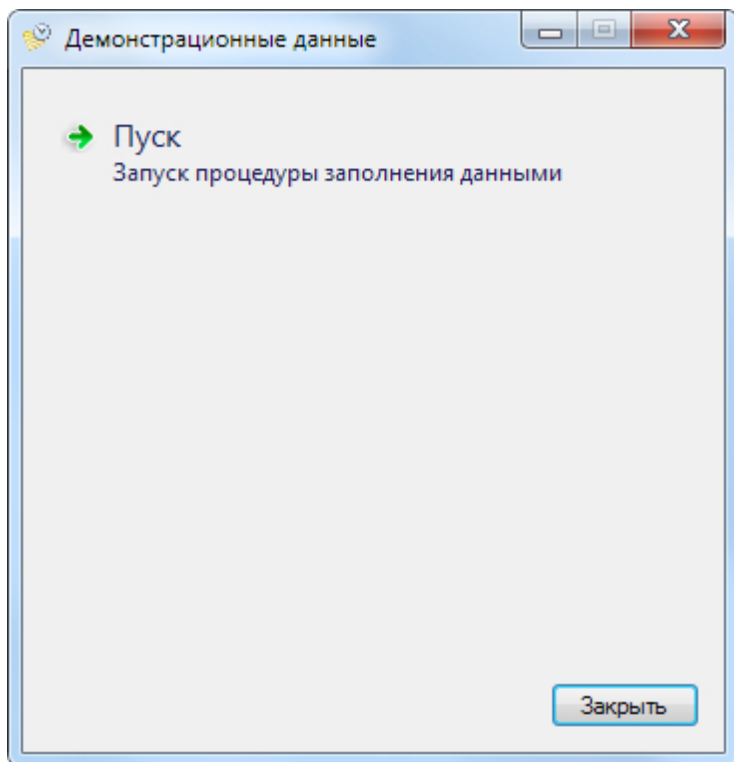 Демонстрационные данные
Пуск
Запуск процедуры заполнения данными
Закрыть